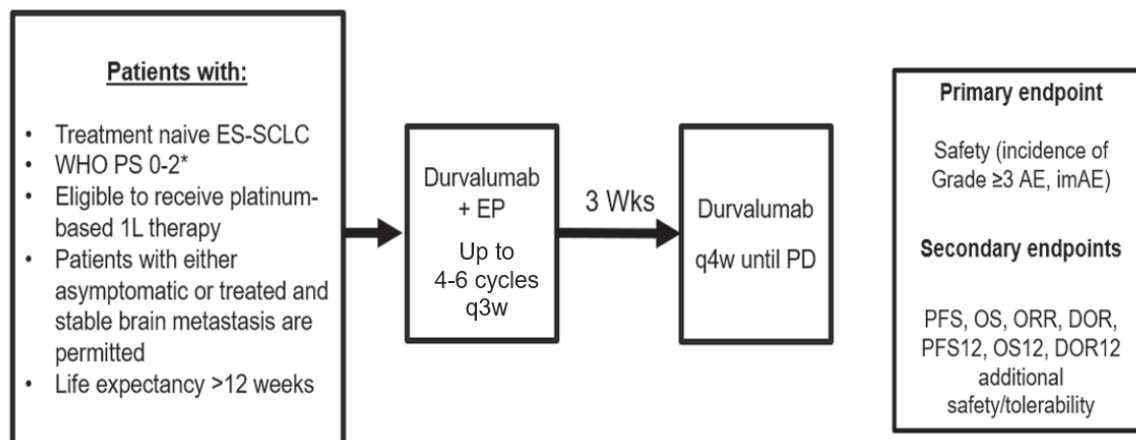 Patients with:
• Treatment naive ES-SCLC
• WHO PS 0-2*
• Eligible to receive platinum-
based 1L therapy
• Patients with either
asymptomatic or treated and
stable brain metastasis are
permitted
• Life expectancy >12 weeks
Durvalumab
+ EP
Up to
4-6 cycles
q3w
3 Wks
Durvalumab
q4w until PD
Primary endpoint
Safety (incidence of
Grade ≥3 AE, imAE)
Secondary endpoints
PFS, OS, ORR, DOR,
PFS12, OS12, DOR12
additional
safety/tolerability